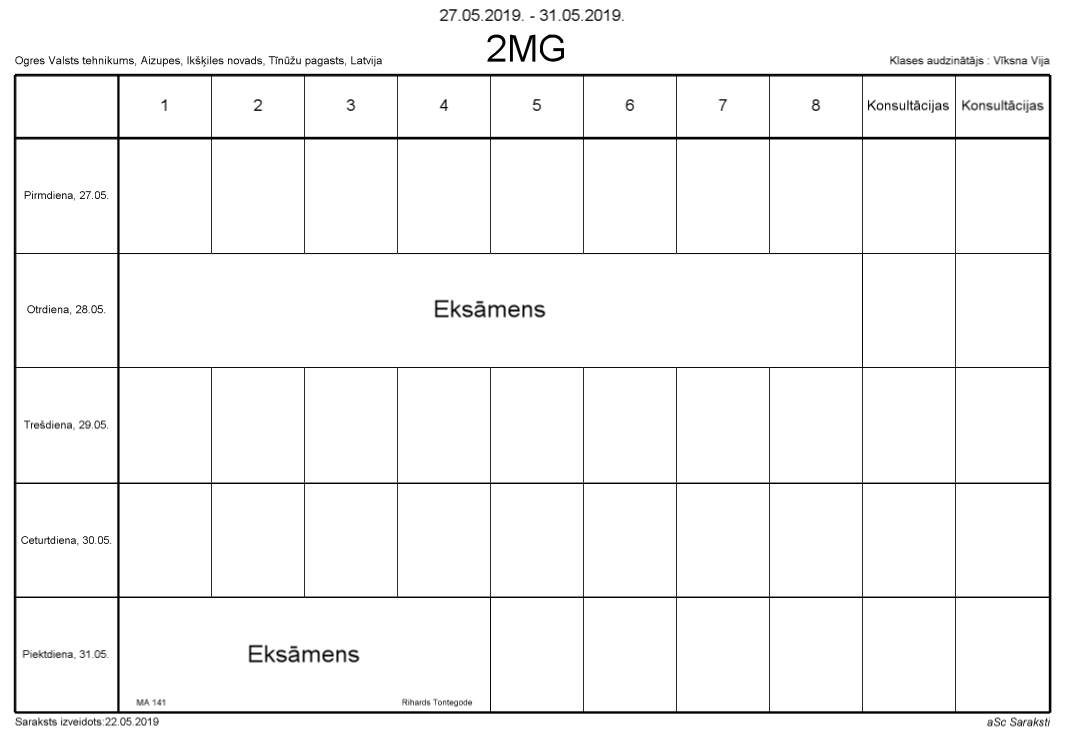 27.05.2019. - 31.05.2019.
2MG
Ogres Valsts tehnikums, Aizupes, Ikšķiles novads, Tīnūžu pagasts, Latvija
Klases audzinātājs : Vīksna Vija
1 2 3 4 5 6 7 8 Konsultācijas Konsultācijas
Pirmdiena, 27.05.
Otrdiena, 28.05.
Eksāmens
Trešdiena, 29.05.
Ceturtdiena, 30.05.
Piektdiena, 31.05.
Eksāmens
MA 141
Rihards Tontegode
Saraksts izveidots:22.05.2019
aSc Saraksti